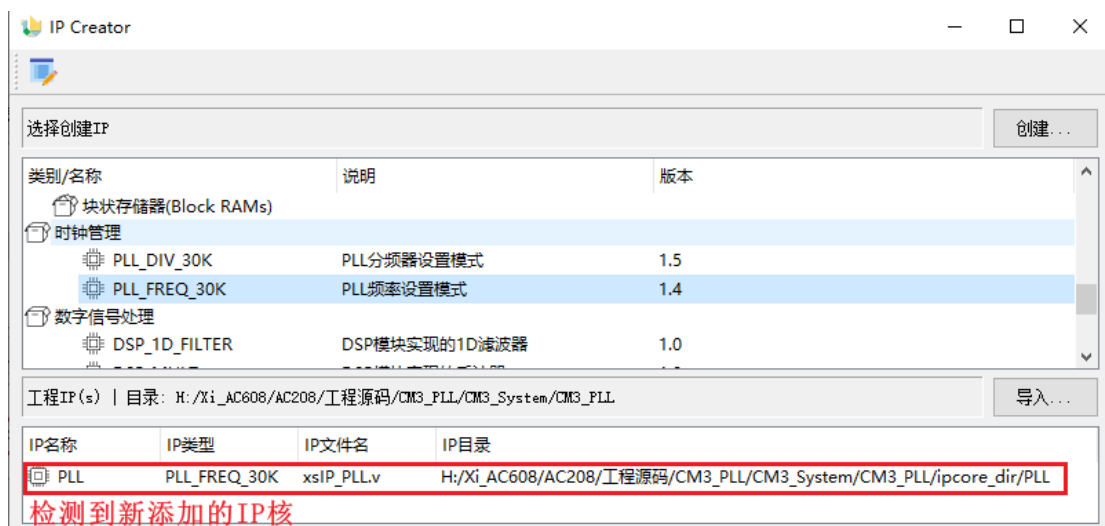 IP Creator
选择创建IP
创建...
类别/名称 说明 版本
块状存储器(Block RAMs)
时钟管理
PLL_DIV_30K PLL分频器设置模式 1.5
PLL_FREQ_30K PLL频率设置模式 1.4
数字信号处理
DSP_1D_FILTER DSP模块实现的1D滤波器 1.0
工程IP(s) | 目录: H:/Xi_AC608/AC208/工程源码/CM3_PLL/CM3_System/CM3_PLL
导入...
IP名称 IP类型 IP文件名 IP目录
PLL PLL_FREQ_30K xsIP_PLL.v H:/Xi_AC608/AC208/工程源码/CM3_PLL/CM3_System/CM3_PLL/ipcore_dir/PLL
检测到新添加的IP核